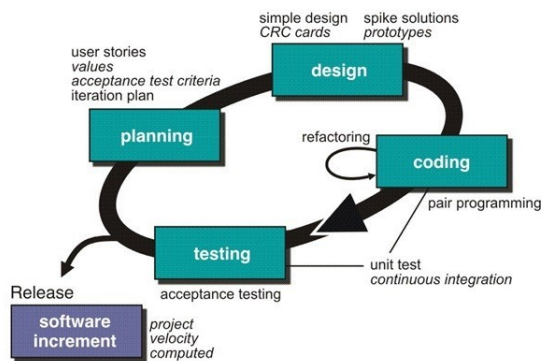 simple design
CRC cards
spike solutions
prototypes
design
user stories
values
acceptance test criteria
iteration plan
planning
refactoring
coding
pair programming
testing
acceptance testing
unit test
continuous integration
Release
software
increment
project
velocity
computed